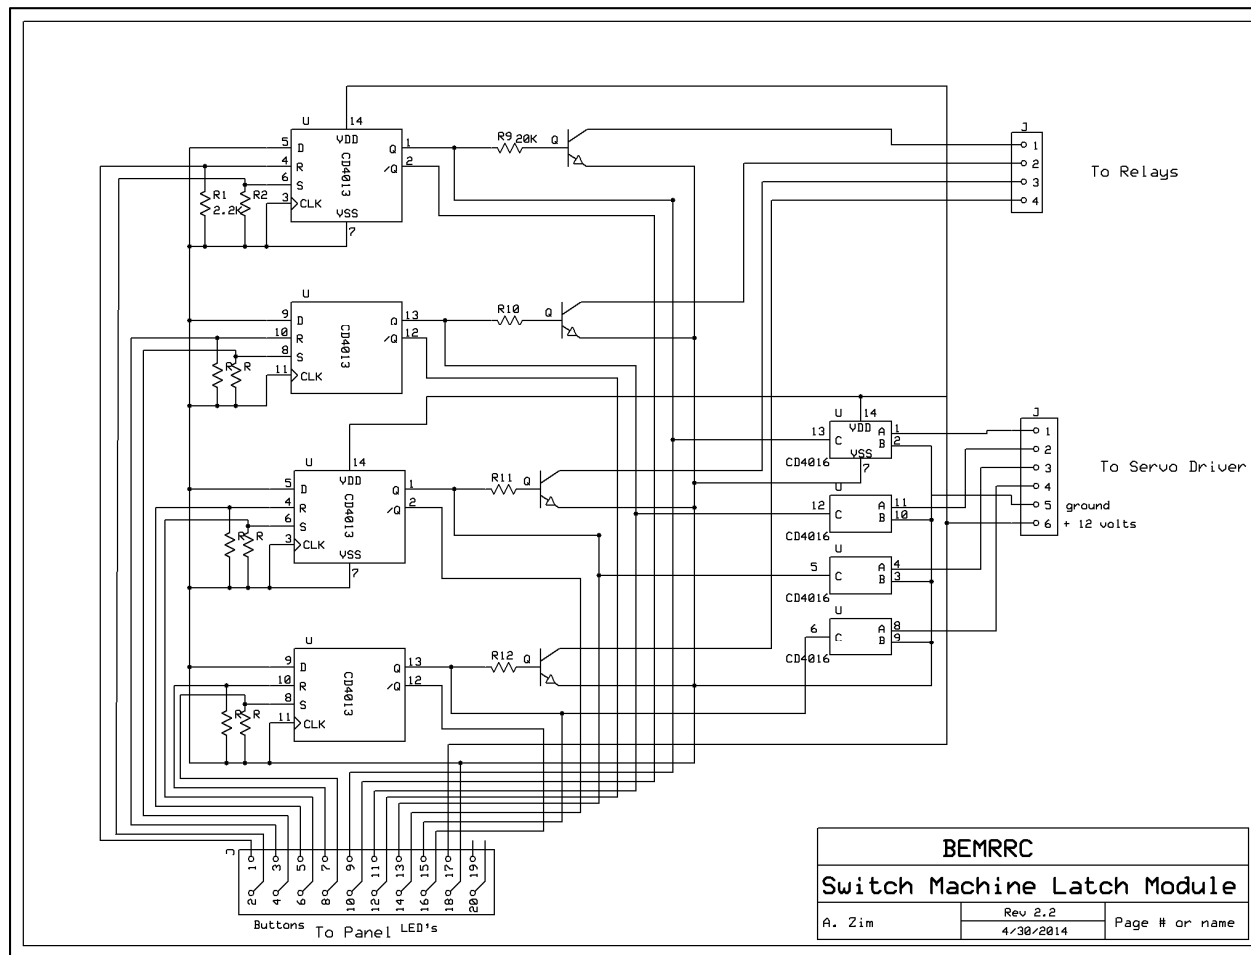 U
14
VDD
5 D
4 R
6 S
3 CLK
CD4013
Q 1
/Q 2
VSS
7
R1
2.2K
R2
R9 20K
Q
J
1
2
3
4
To Relays
U
9 D
10 R
8 S
11 CLK
CD4013
Q 13
/Q 12
R R
R10
Q
U
14
VDD
5 D
4 R
6 S
3 CLK
CD4013
Q 1
/Q 2
VSS
7
R R
R11
Q
U
14
VDD
13 C
A 1
B 2
VSS
7
CD4016
U
12 C
A 11
B 10
CD4016
U
5 C
A 4
B 3
CD4016
U
6 C
A 8
B 9
CD4016
J
1
2
3
4
5 ground
6 + 12 volts
To Servo Driver
U
9 D
10 R
8 S
11 CLK
CD4013
Q 13
/Q 12
R R
R12
Q
J
1 3 5 7 9 11 13 15 17 19
2 4 6 8 10 12 14 16 18 20
Buttons To Panel LED's
BEMRRC
Switch Machine Latch Module
A. Zim
Rev 2.2
4/30/2014
Page # or name